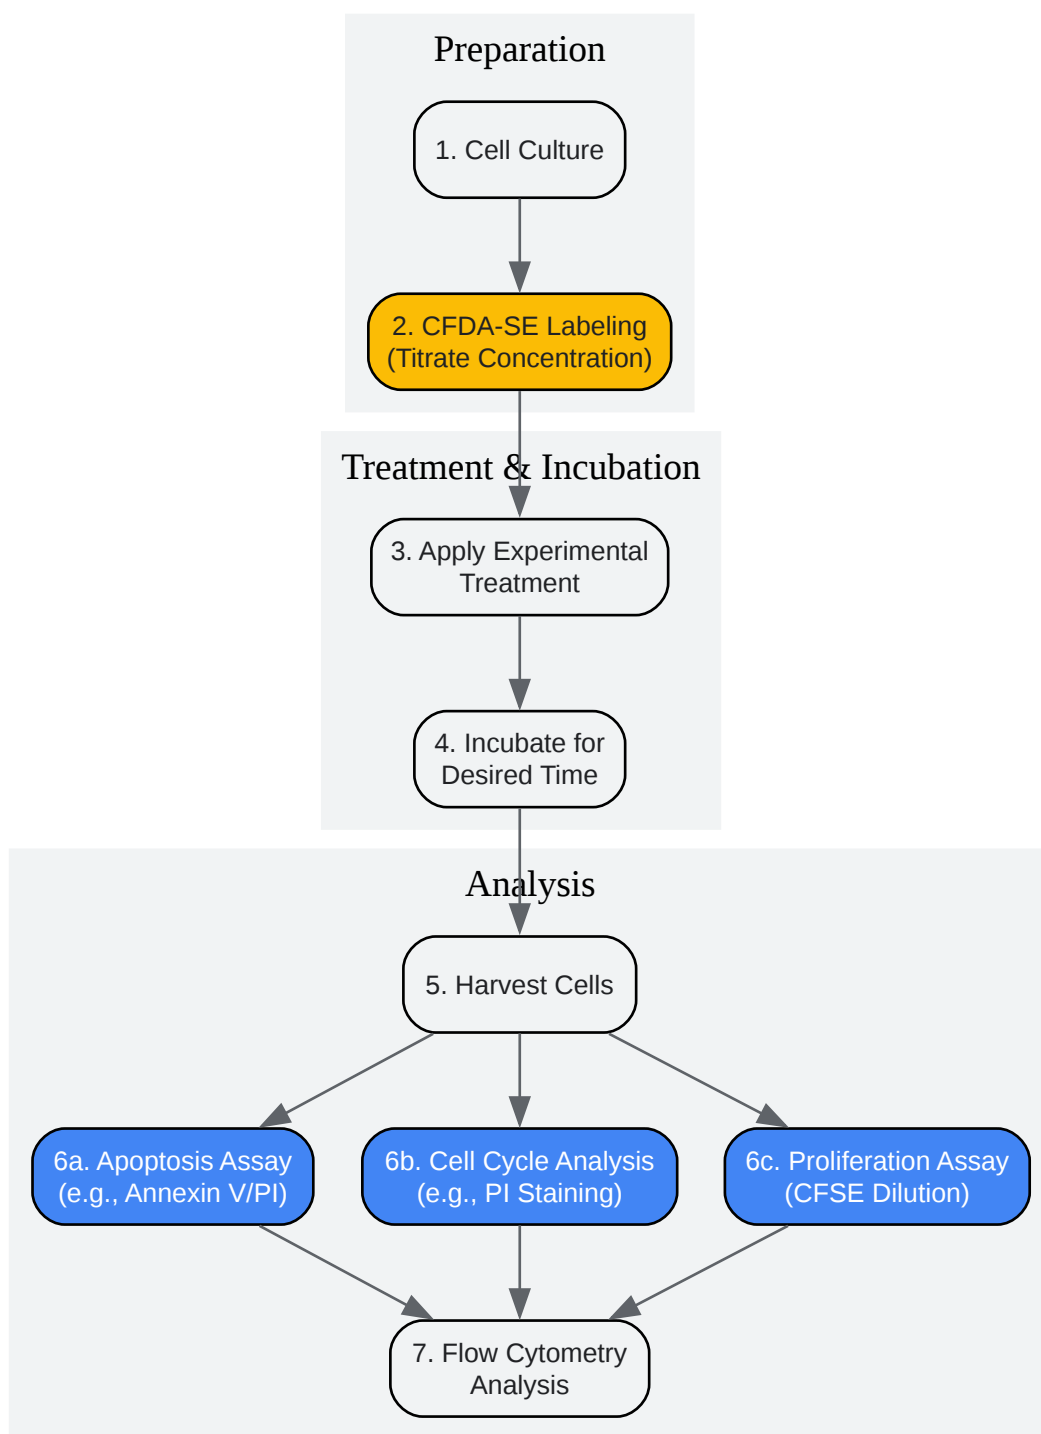 Preparation
1. Cell Culture
2. CFDA-SE Labeling
(Titrate Concentration)
Treatment & Incubation
3. Apply Experimental
Treatment
4. Incubate for
Desired Time
Analysis
5. Harvest Cells
6a. Apoptosis Assay
(e.g., Annexin V/PI)
6b. Cell Cycle Analysis
(e.g., PI Staining)
6c. Proliferation Assay
(CFSE Dilution)
7. Flow Cytometry
Analysis